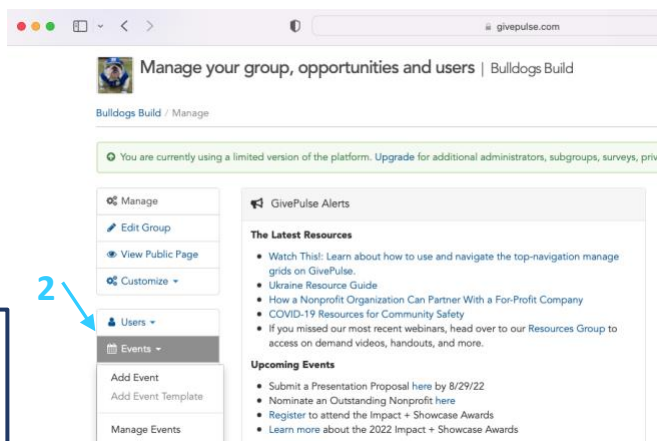 givepulse.com
Manage your group, opportunities and users | Bulldogs Build
Bulldogs Build / Manage
You are currently using a limited version of the platform. Upgrade for additional administrators, subgroups, surveys, priv
Manage
Edit Group
View Public Page
Customize
2
Users
Events
Add Event
Add Event Template
Manage Events
GivePulse Alerts
The Latest Resources
• Watch This!: Learn about how to use and navigate the top-navigation manage
grids on GivePulse.
• Ukraine Resource Guide
• How a Nonprofit Organization Can Partner With a For-Profit Company
• COVID-19 Resources for Community Safety
• If you missed our most recent webinars, head over to our Resources Group to
access on demand videos, handouts, and more.
Upcoming Events
• Submit a Presentation Proposal here by 8/29/22
• Nominate an Outstanding Nonprofit here
• Register to attend the Impact + Showcase Awards
• Learn more about the 2022 Impact + Showcase Awards